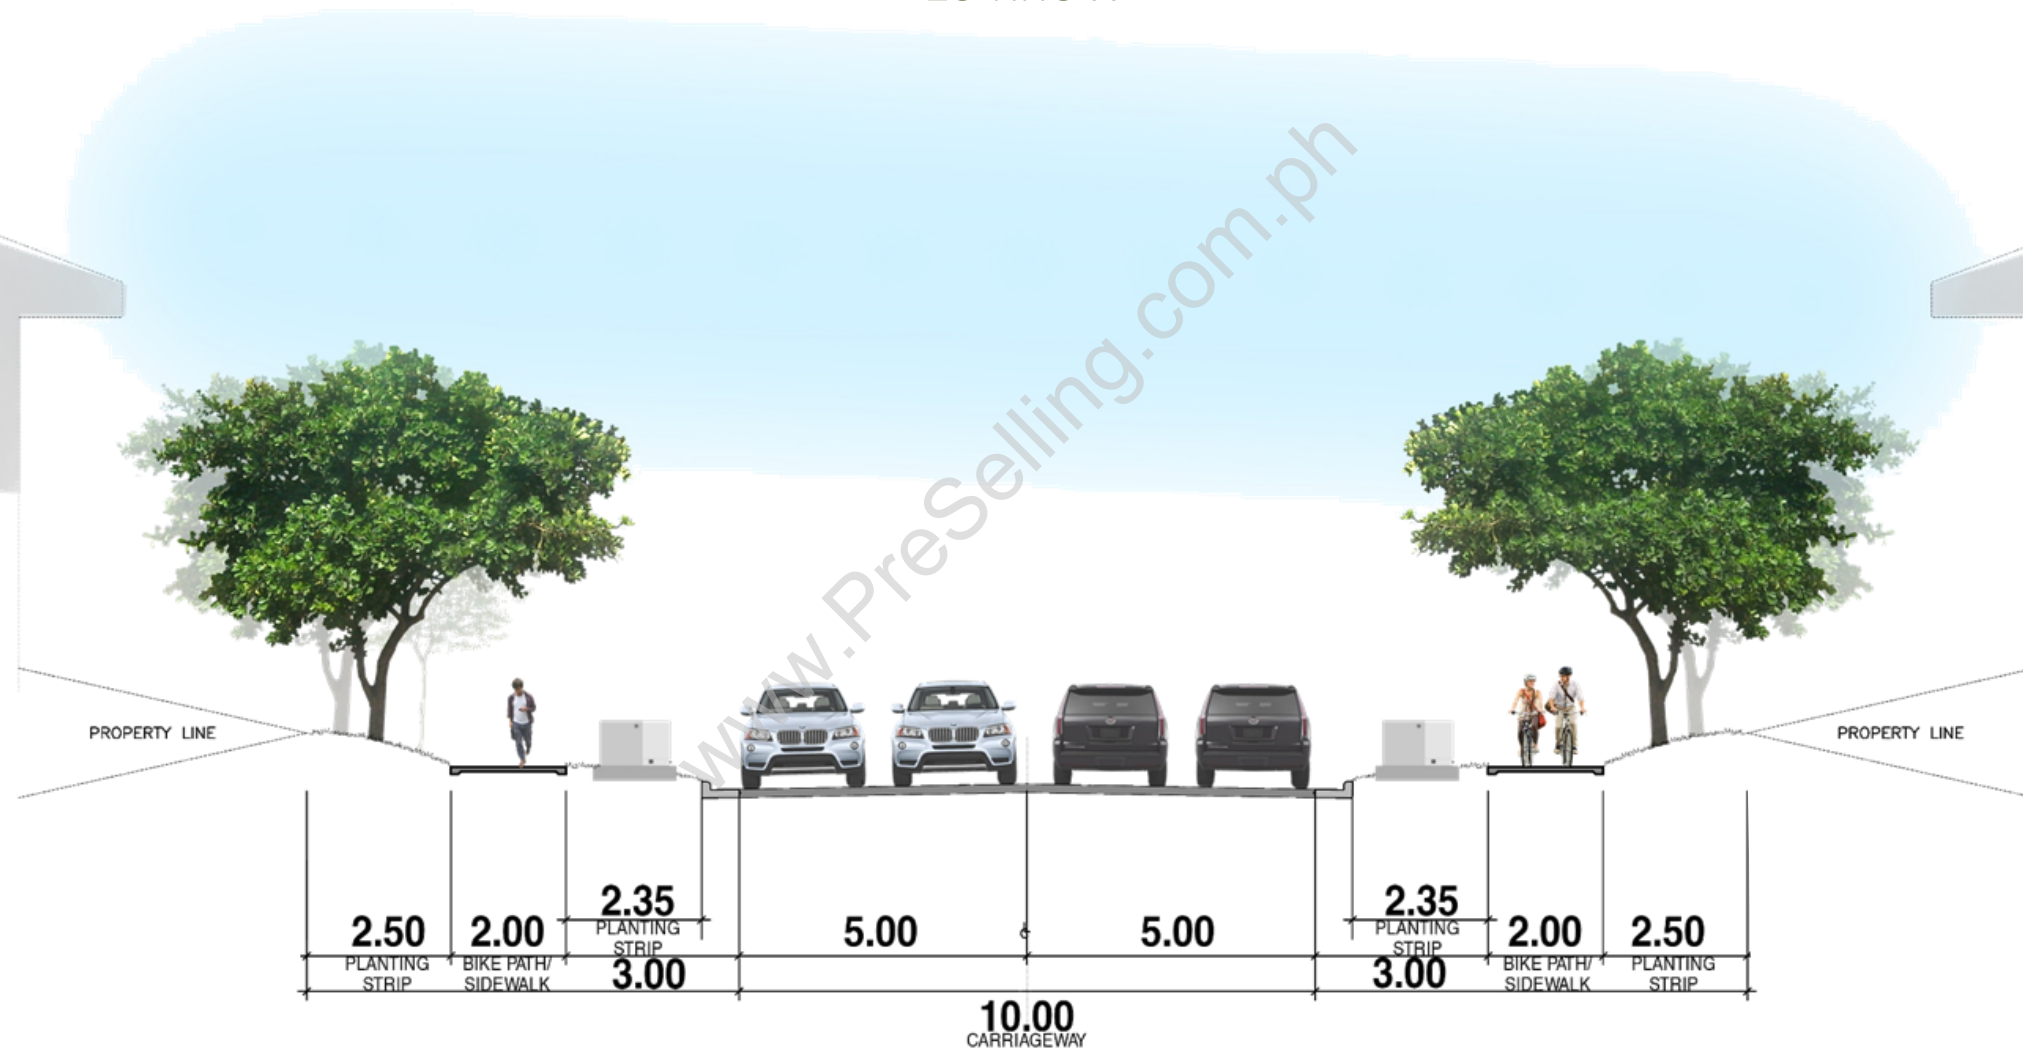 www.PreSelling.com.ph
PROPERTY LINE
PROPERTY LINE
2.35
PLANTING
STRIP
2.35
PLANTING
STRIP
2.50
PLANTING
STRIP
2.00
BIKE PATH/
SIDEWALK
3.00
5.00
5.00
3.00
2.00
BIKE PATH/
SIDEWALK
2.50
PLANTING
STRIP
10.00
CARRIAGEWAY